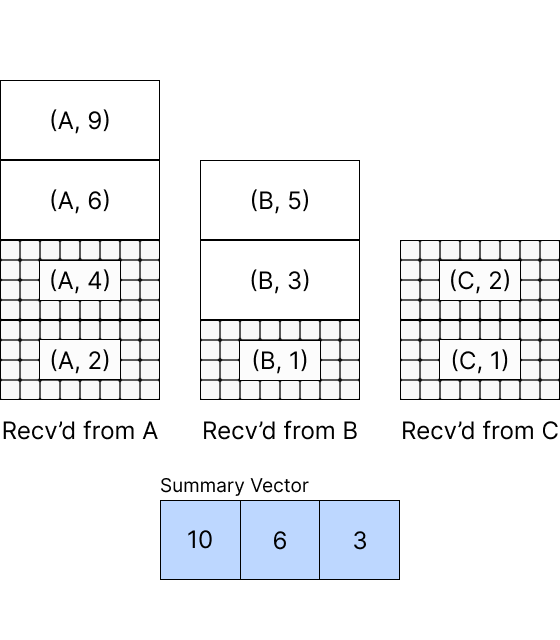 (A, 9)
(A, 6)
(B, 5)
(A, 4)
(B, 3)
(C, 2)
(A, 2)
(B, 1)
(C, 1)
Recv’d from A
Recv’d from B
Recv’d from C
Summary Vector
10 6 3